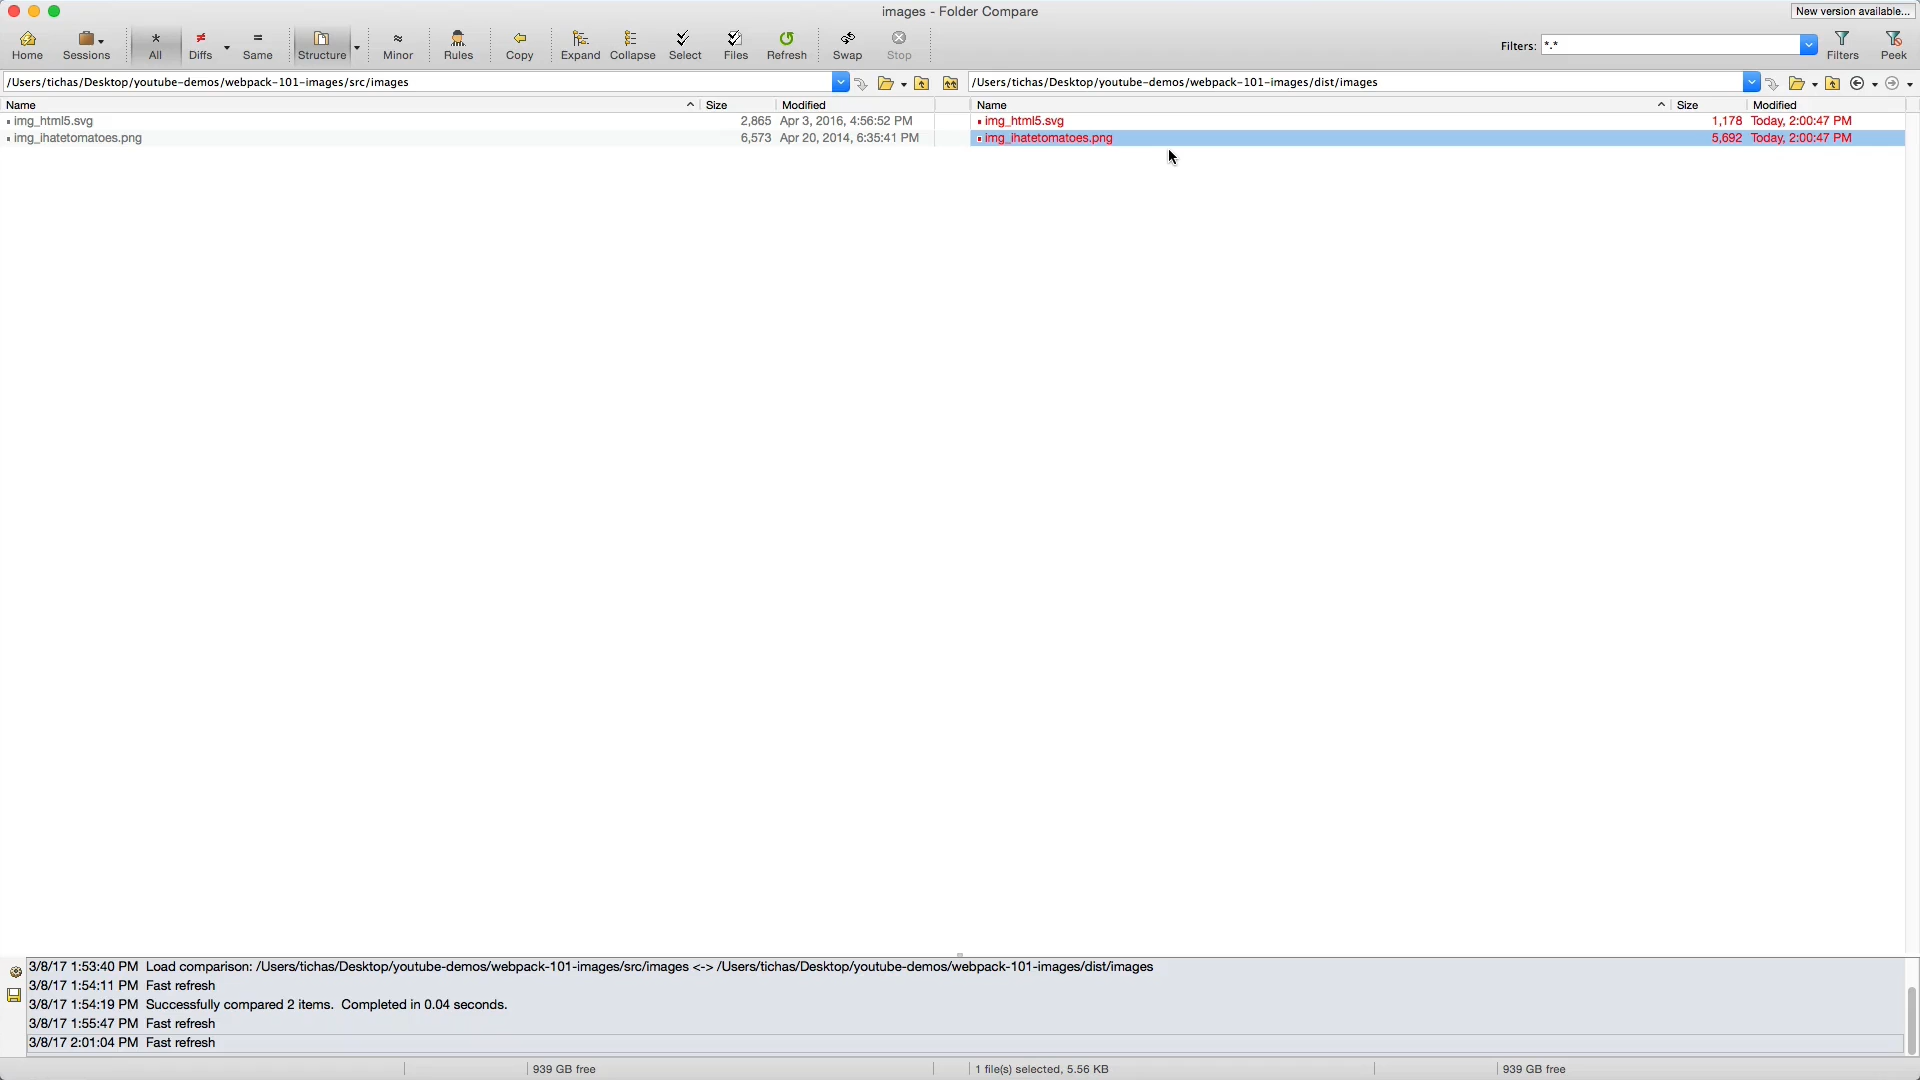 images - Folder Compare
New version available...
Home Sessions * All ≠ Diffs = Same Structure ≈ Minor Rules Copy Expand Collapse Select Files Refresh Swap Stop Filters: *.* Filters Peek
/Users/tichas/Desktop/youtube-demos/webpack-101-images/src/images /Users/tichas/Desktop/youtube-demos/webpack-101-images/dist/images
Name Size Modified Name Size Modified
img_html5.svg 2,865 Apr 3, 2016, 4:56:52 PM img_html5.svg 1,178 Today, 2:00:47 PM
img_ihatetomatoes.png 6,573 Apr 20, 2014, 6:35:41 PM img_ihatetomatoes.png 5,692 Today, 2:00:47 PM
3/8/17 1:53:40 PM Load comparison: /Users/tichas/Desktop/youtube-demos/webpack-101-images/src/images <-> /Users/tichas/Desktop/youtube-demos/webpack-101-images/dist/images
3/8/17 1:54:11 PM Fast refresh
3/8/17 1:54:19 PM Successfully compared 2 items. Completed in 0.04 seconds.
3/8/17 1:55:47 PM Fast refresh
3/8/17 2:01:04 PM Fast refresh
939 GB free 1 file(s) selected, 5.56 KB 939 GB free